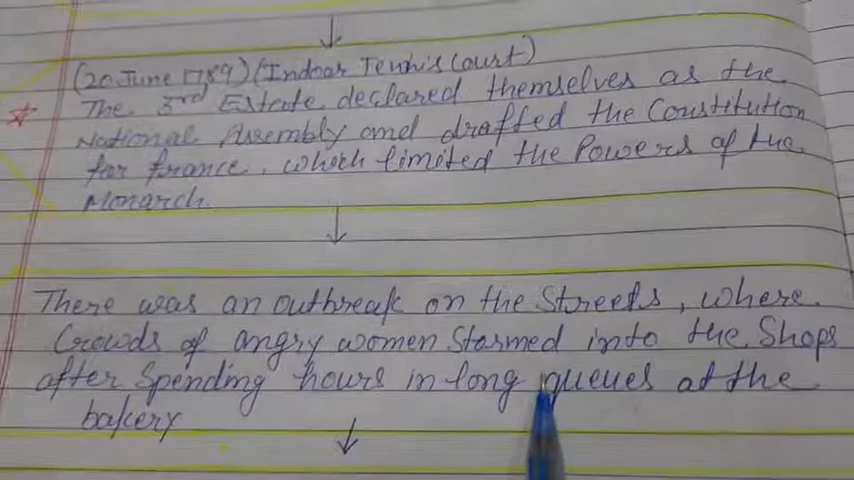 (20 June 1789) (Indoor Tennis Court)
The 3rd Estate declared themselves as the
National Assembly and drafted the Constitution
for france, which limited the Powers of the
Monarch.
There was an outbreak on the Streets, where
Crowds of angry women Stormed into the Shops
after Spending hours in long queues at the
bakery